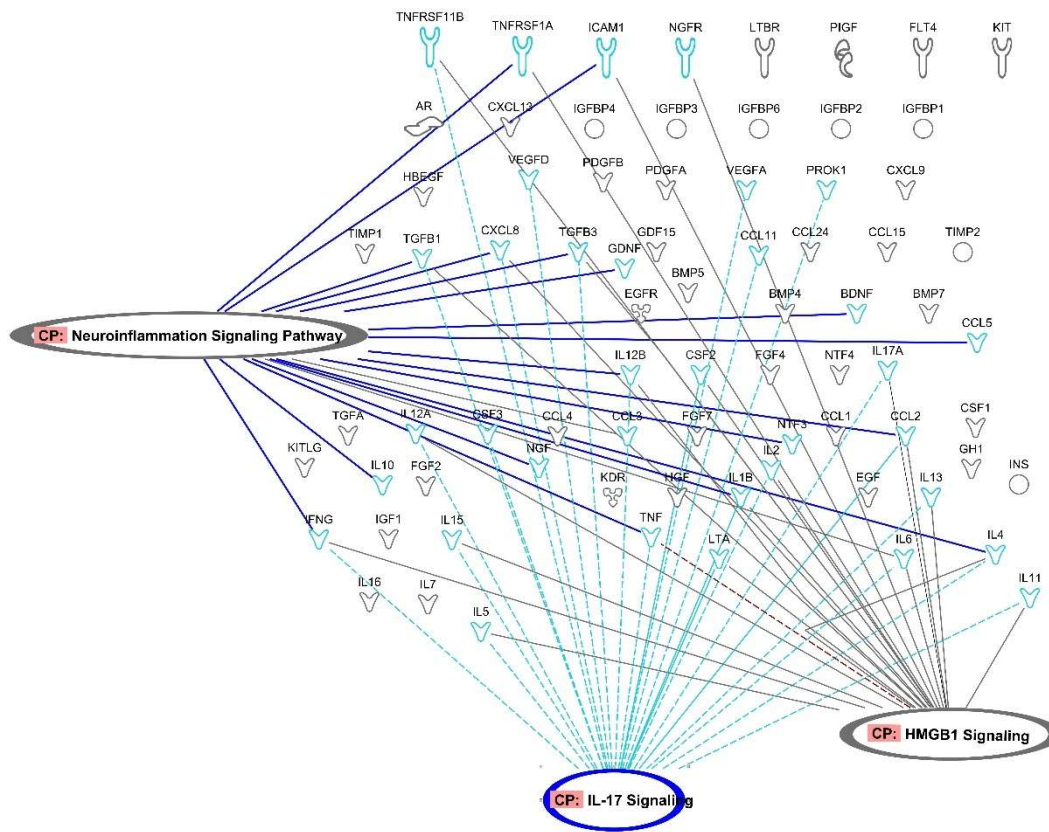 TNFRSF11B
TNFRSF1A
ICAM1
NGFR
LTBR
PIGF
FLT4
KIT
AR
CXCL13
IGFBP4
IGFBP3
IGFBP6
IGFBP2
IGFBP1
HBEGF
VEGFD
PDGFB
PDGFA
VEGFA
PROK1
CXCL9
TIMP1
TGFB1
CXCL8
TGFB3
GDF15
GDNF
CCL11
CCL24
CCL15
TIMP2
BMP5
EGFR
BMP4
BDNF
BMP7
CP: Neuroinflammation Signaling Pathway
CCL5
IL12B
CSF2
FGF4
NTF4
IL17A
TGFA
IL12A
CSF3
CCL4
CCL3
FGF7
NTF3
CCL1
CCL2
CSF1
KITLG
IL10
FGF2
NGF
KDR
HGF
IL1B
IL2
EGF
IL13
GH1
INS
IFNG
IGF1
IL15
TNF
LTA
IL6
IL4
IL16
IL7
IL5
IL11
CP: HMGB1 Signaling
CP: IL-17 Signaling